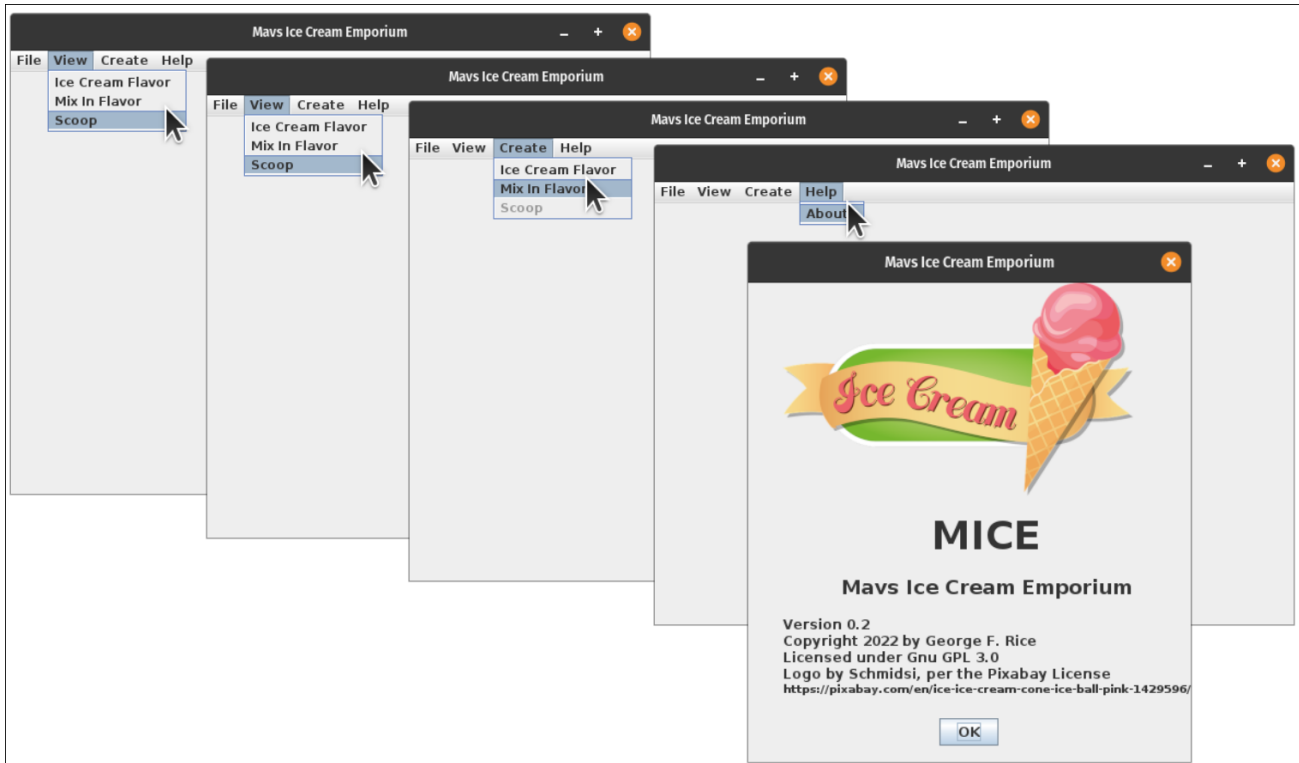 Mavs Ice Cream Emporium
File View Create Help
Ice Cream Flavor
Mix In Flavor
Scoop
Mavs Ice Cream Emporium
File View Create Help
Ice Cream Flavor
Mix In Flavor
Scoop
Mavs Ice Cream Emporium
File View Create Help
Ice Cream Flavor
Mix In Flavor
Scoop
Mavs Ice Cream Emporium
File View Create Help
About
Mavs Ice Cream Emporium
Ice Cream
MICE
Mavs Ice Cream Emporium
Version 0.2
Copyright 2022 by George F. Rice
Licensed under Gnu GPL 3.0
Logo by Schmidsi, per the Pixabay License
https://pixabay.com/en/ice-ice-cream-cone-ice-ball-pink-1429596/
OK